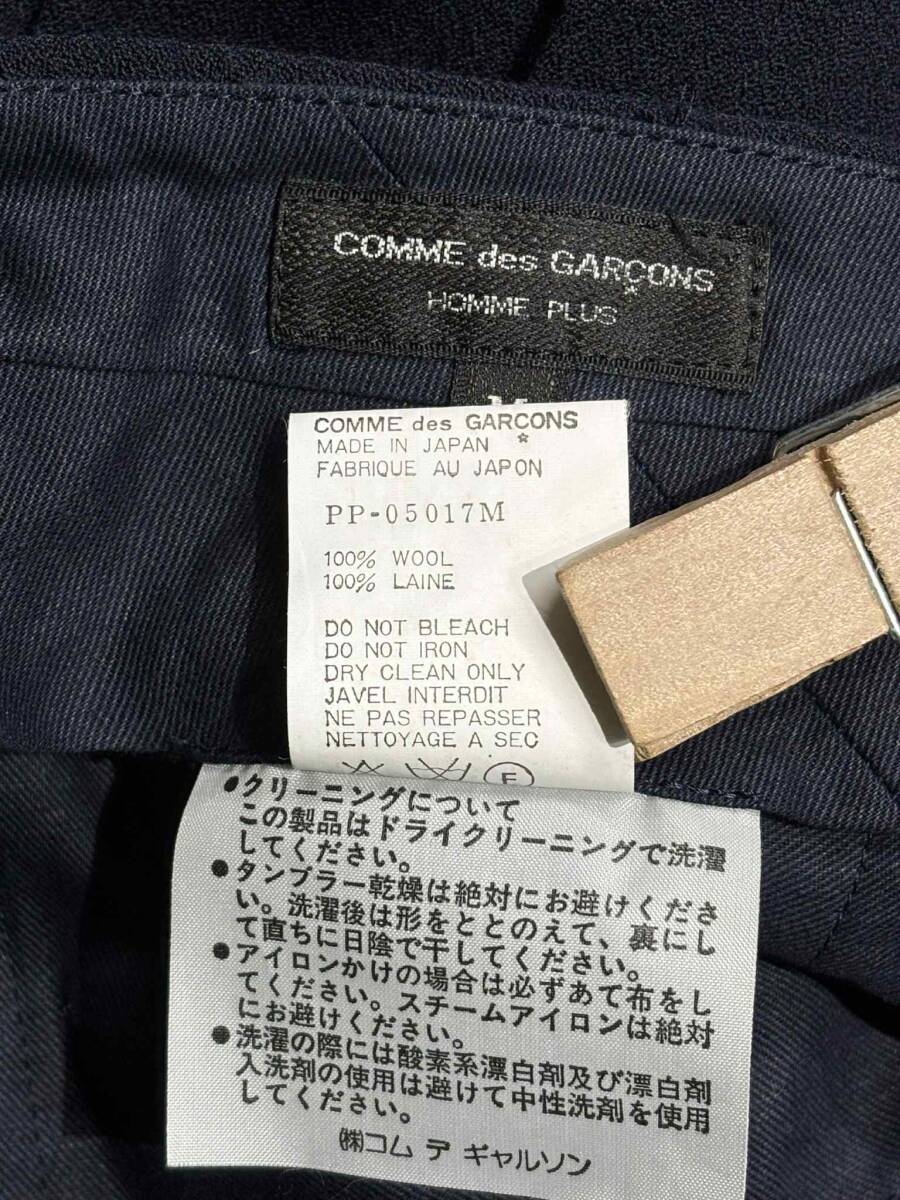 COMME des GARÇONS
HOMME PLUS
COMME des GARCONS
MADE IN JAPAN *
FABRIQUE AU JAPON
PP-05017M
100% WOOL
100% LAINE
DO NOT BLEACH
DO NOT IRON
DRY CLEAN ONLY
JAVEL INTERDIT
NE PAS REPASSER
NETTOYAGE A SEC
●クリーニングについて
この製品はドライクリーニングで洗濯
してください。
●タンブラー乾燥は絶対にお避けくださ
い。洗濯後は形をととのえて、裏にし
て直ちに日陰で干してください。
●アイロンかけの場合は必ずあて布をし
てください。スチームアイロンは絶対
にお避けください。
●洗濯の際には酸素系漂白剤及び漂白剤
入洗剤の使用は避けて中性洗剤を使用
してください。
㈱コム デ ギャルソン